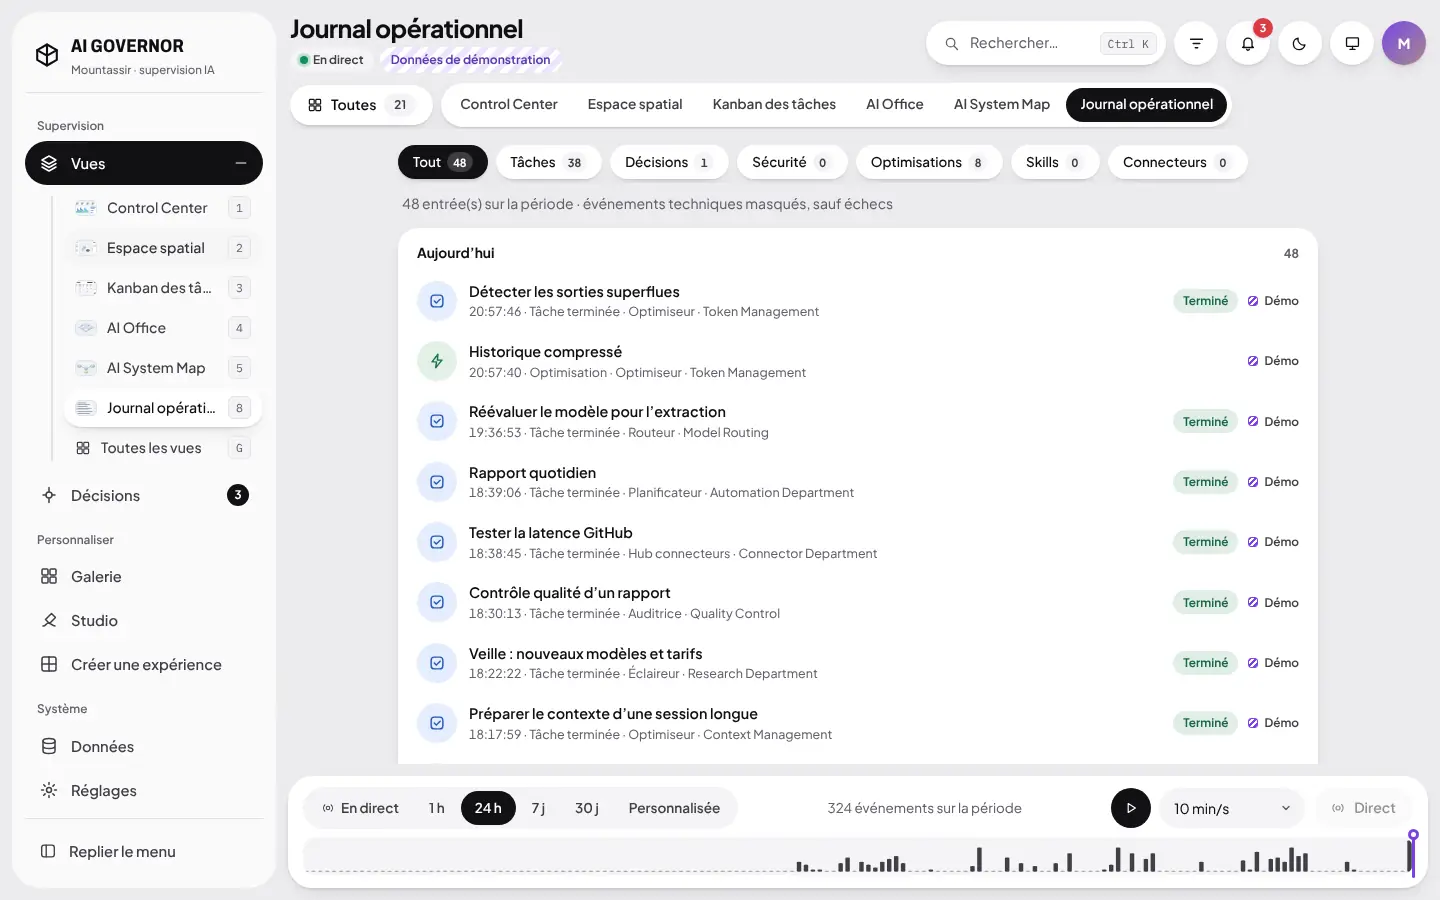 AI GOVERNOR
Mountassir · supervision IA
Supervision
Vues
Control Center 1
Espace spatial 2
Kanban des tâ... 3
AI Office 4
AI System Map 5
Journal opérati... 8
Toutes les vues G
Décisions 3
Personnaliser
Galerie
Studio
Créer une expérience
Système
Données
Réglages
Replier le menu
Journal opérationnel
En direct Données de démonstration
Rechercher... Ctrl K
3
M
Toutes 21
Control Center Espace spatial Kanban des tâches AI Office AI System Map Journal opérationnel
Tout 48 Tâches 38 Décisions 1 Sécurité 0 Optimisations 8 Skills 0 Connecteurs 0
48 entrée(s) sur la période · événements techniques masqués, sauf échecs
Aujourd’hui 48
Détecter les sorties superflues
20:57:46 · Tâche terminée · Optimiseur · Token Management
Terminé Démo
Historique compressé
20:57:40 · Optimisation · Optimiseur · Token Management
Démo
Réévaluer le modèle pour l’extraction
19:36:53 · Tâche terminée · Routeur · Model Routing
Terminé Démo
Rapport quotidien
18:39:06 · Tâche terminée · Planificateur · Automation Department
Terminé Démo
Tester la latence GitHub
18:38:45 · Tâche terminée · Hub connecteurs · Connector Department
Terminé Démo
Contrôle qualité d’un rapport
18:30:13 · Tâche terminée · Auditrice · Quality Control
Terminé Démo
Veille : nouveaux modèles et tarifs
18:22:22 · Tâche terminée · Éclaireur · Research Department
Terminé Démo
Préparer le contexte d’une session longue
18:17:59 · Tâche terminée · Optimiseur · Context Management
Terminé Démo
En direct 1 h 24 h 7 j 30 j Personnalisée
324 événements sur la période
10 min/s
Direct